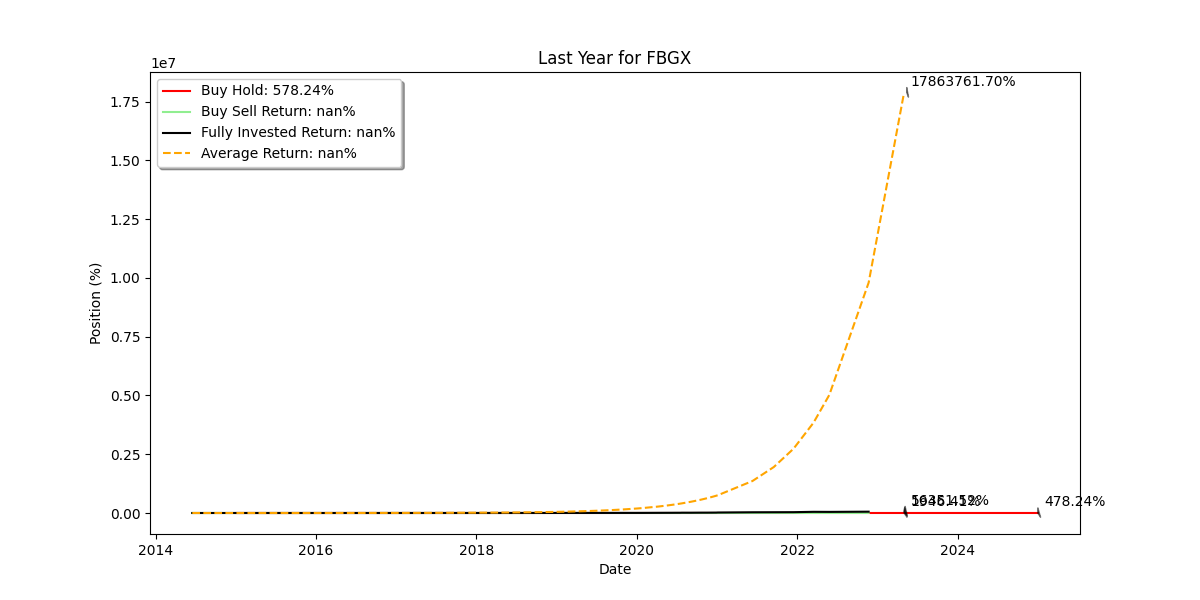 Last Year for FBGX
1e7
17863761.70%
Buy Hold: 578.24%
Buy Sell Return: nan%
Fully Invested Return: nan%
Average Return: nan%
1.75
1.50
1.25
1.00
0.75
0.50
0.25
0.00
Position (%)
478.24%
2014
2016
2018
2020
2022
2024
Date